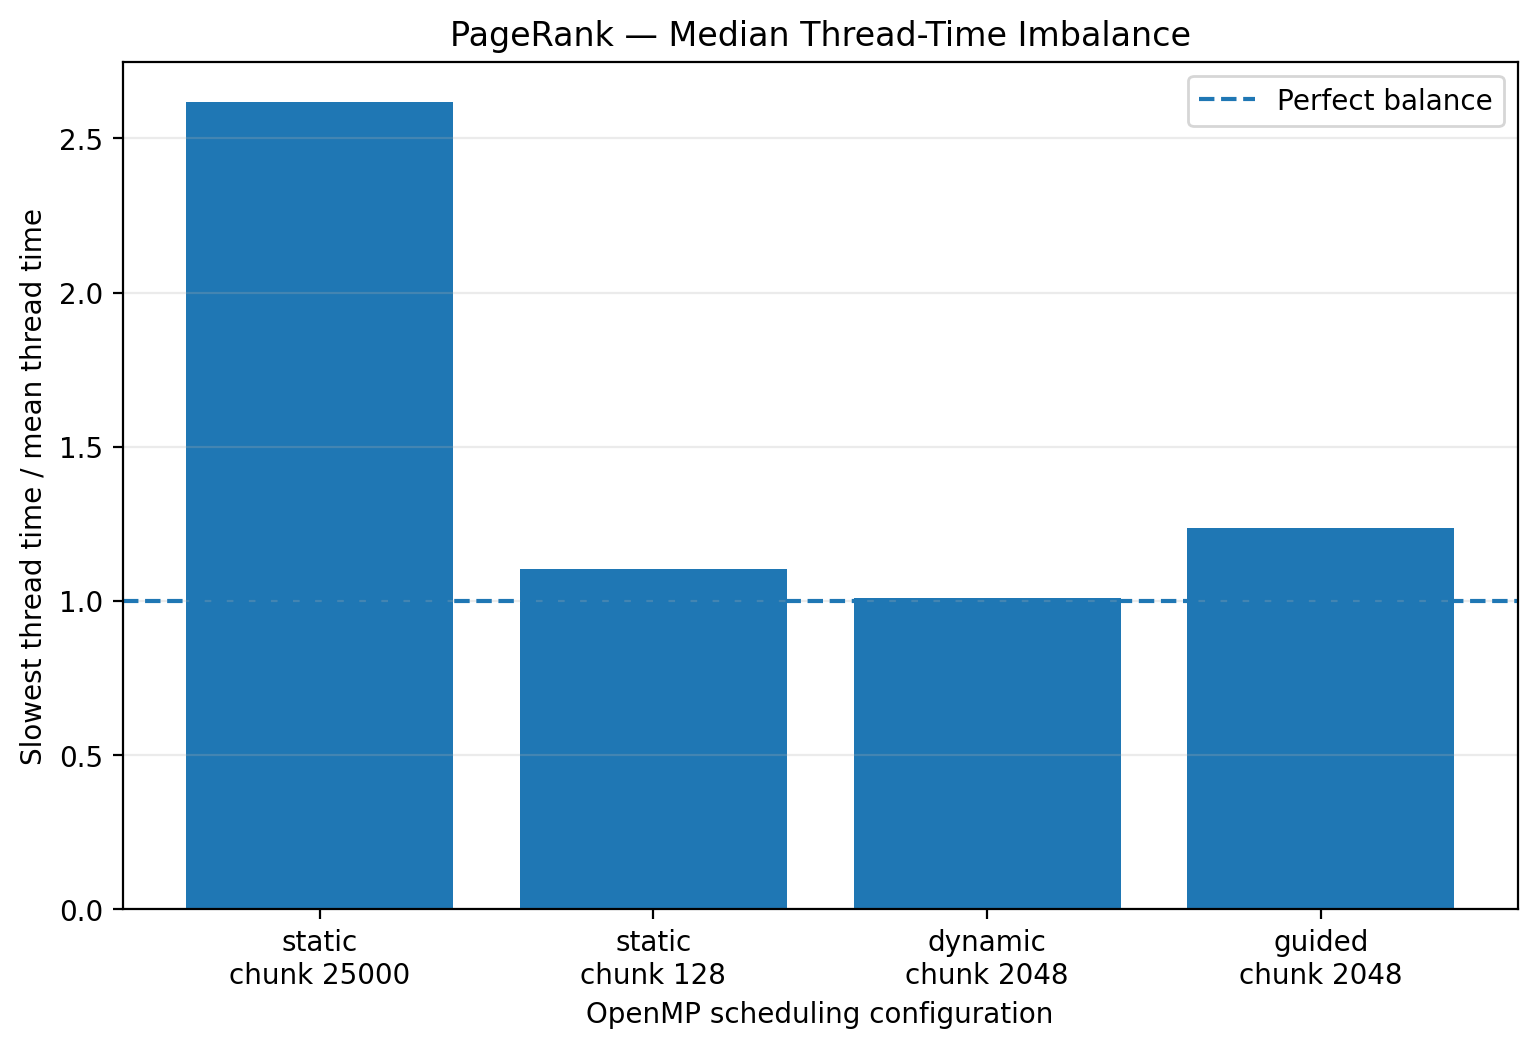 PageRank — Median Thread-Time Imbalance
Perfect balance
Slowest thread time / mean thread time
2.5
2.0
1.5
1.0
0.5
0.0
static
chunk 25000
static
chunk 128
dynamic
chunk 2048
guided
chunk 2048
OpenMP scheduling configuration